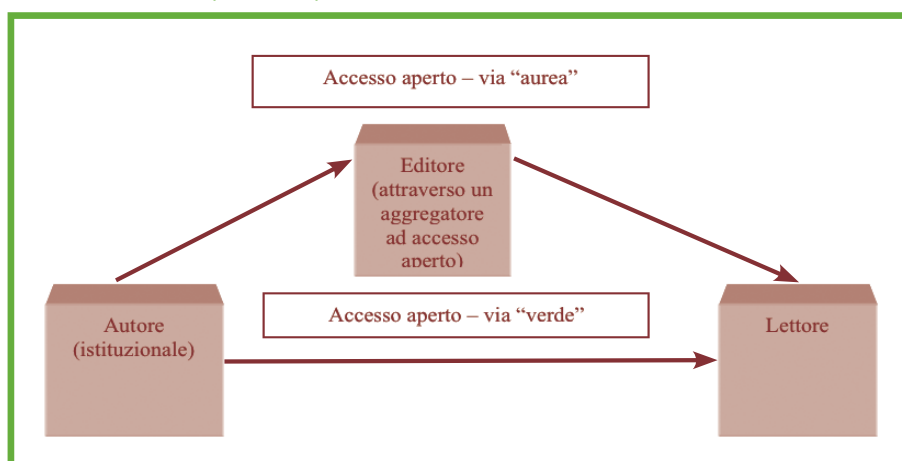 Accesso aperto – via “aurea”
Editore
(attraverso un
aggregatore
ad accesso
aperto)
Accesso aperto – via “verde”
Autore
(istituzionale)
Lettore